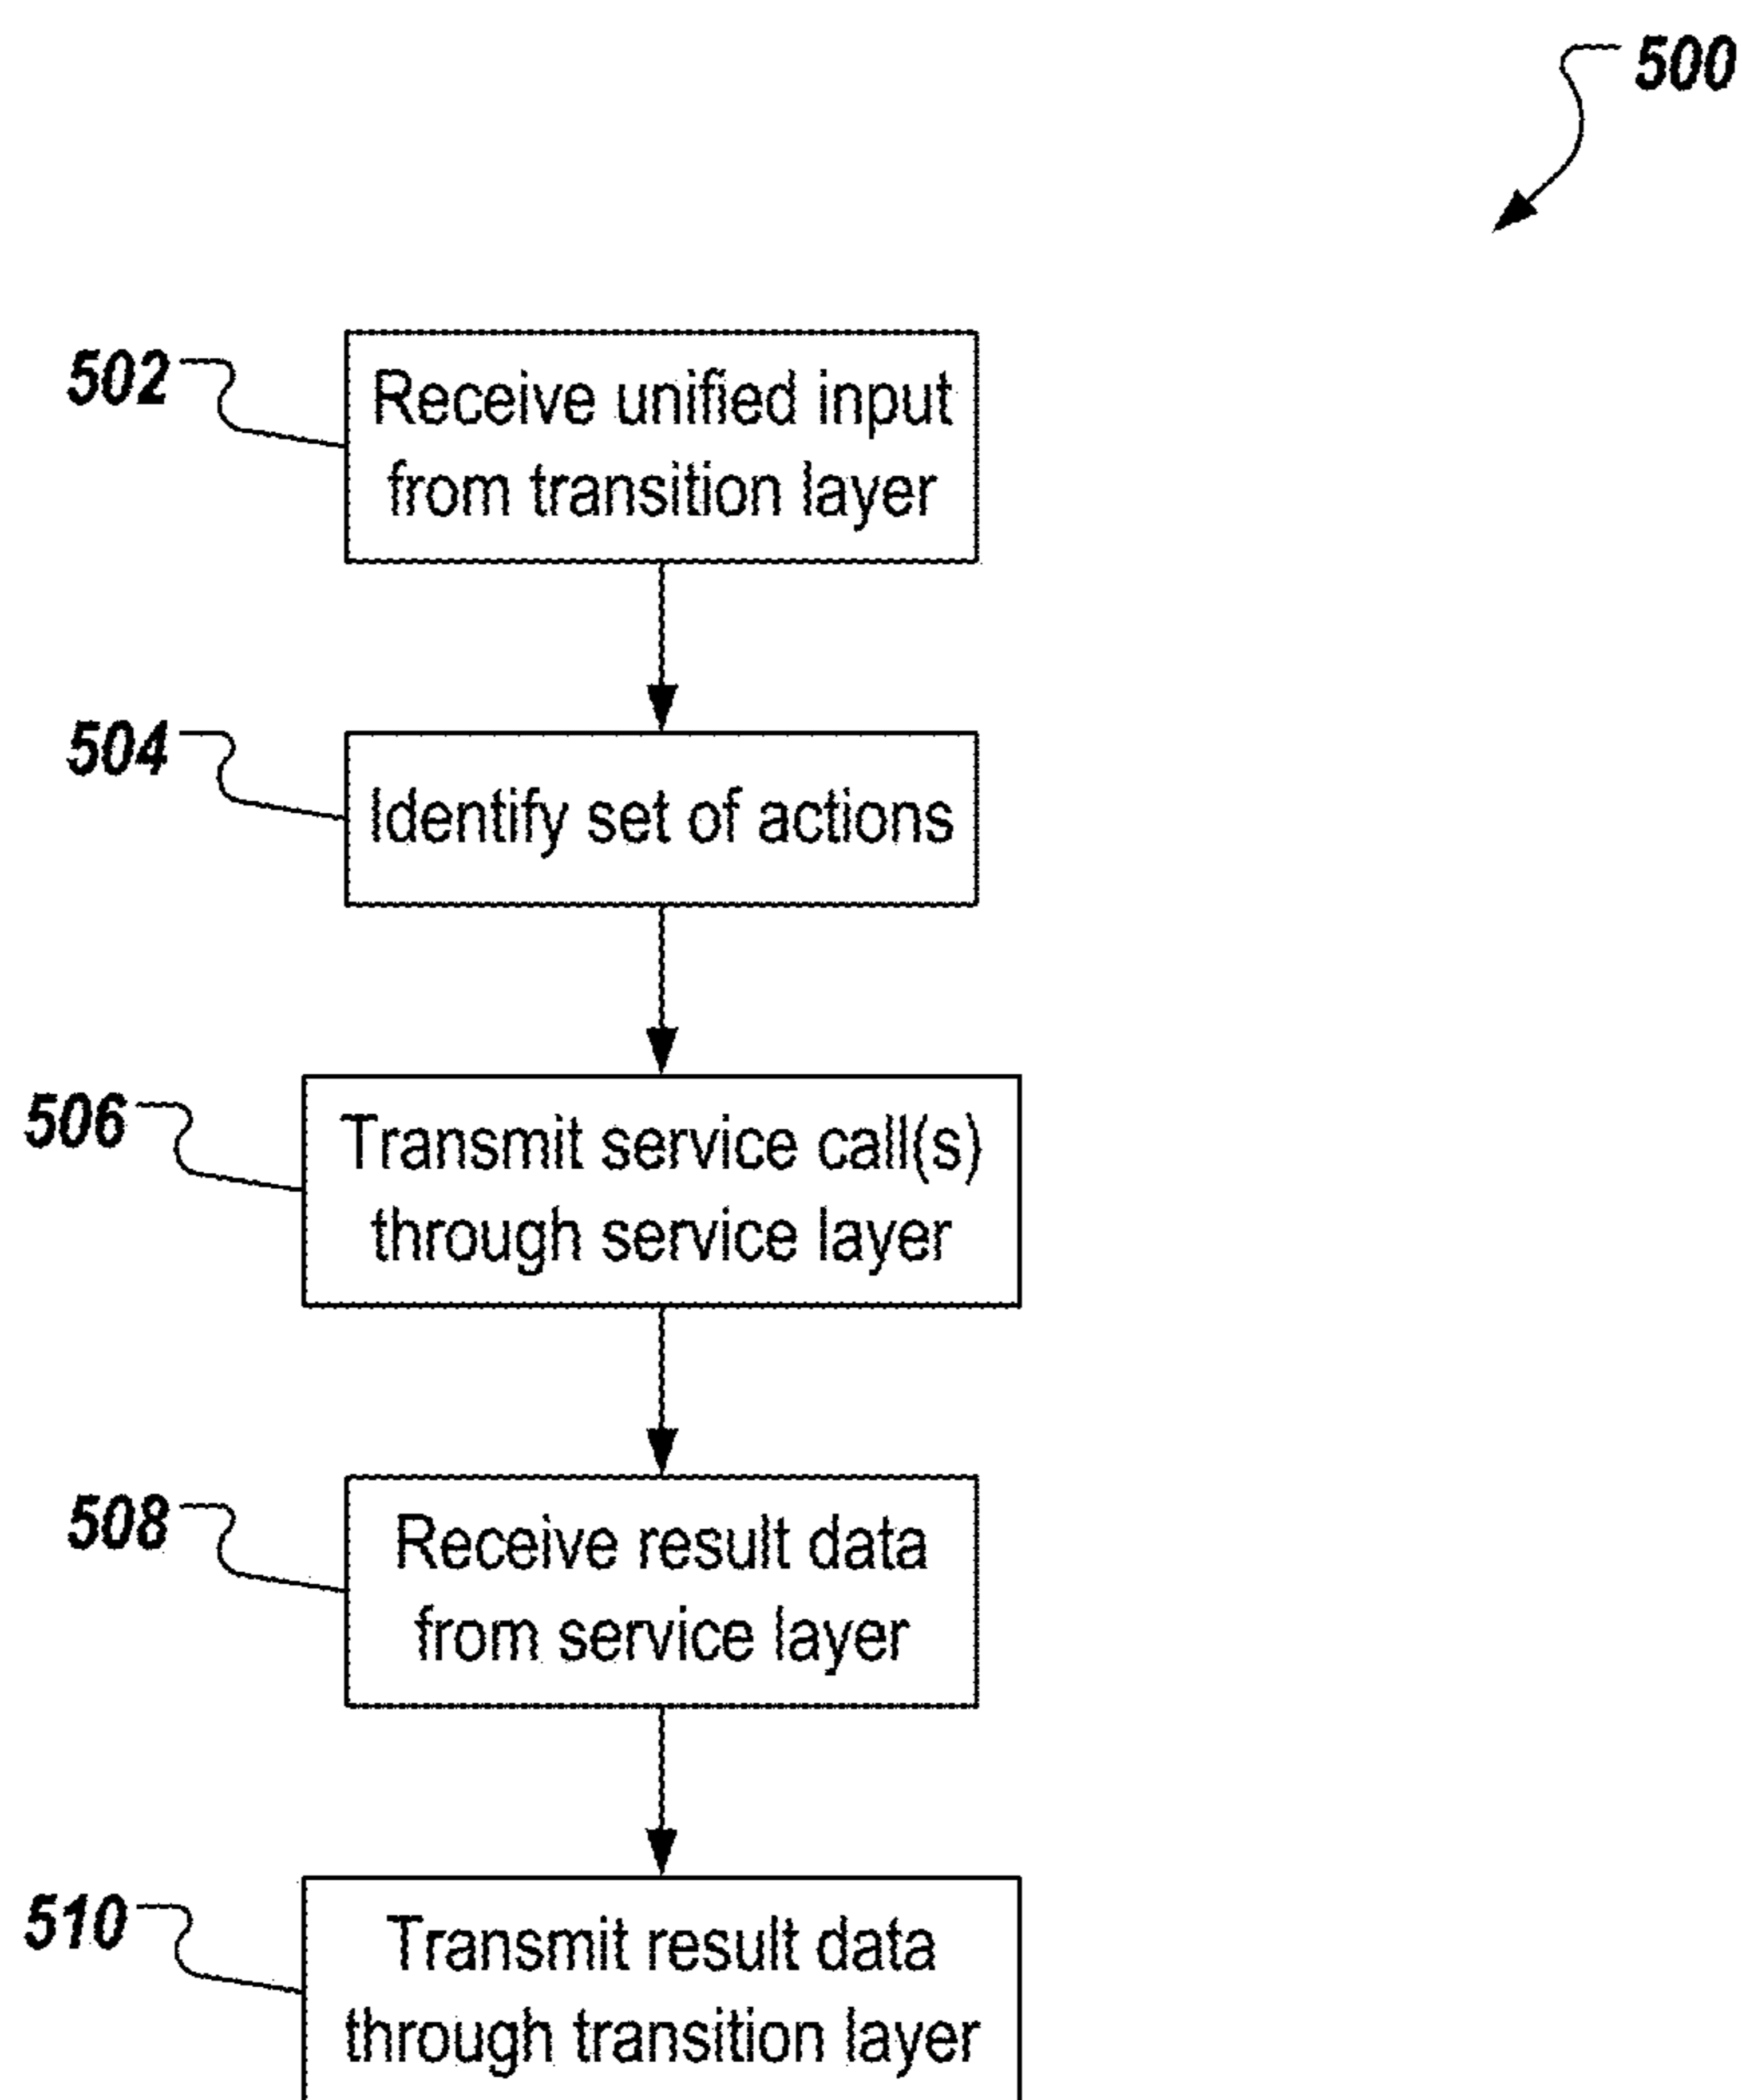 500
502
Receive unified input
from transition layer
504
Identify set of actions
506
Transmit service call(s)
through service layer
508
Receive result data
from service layer
510
Transmit result data
through transition layer